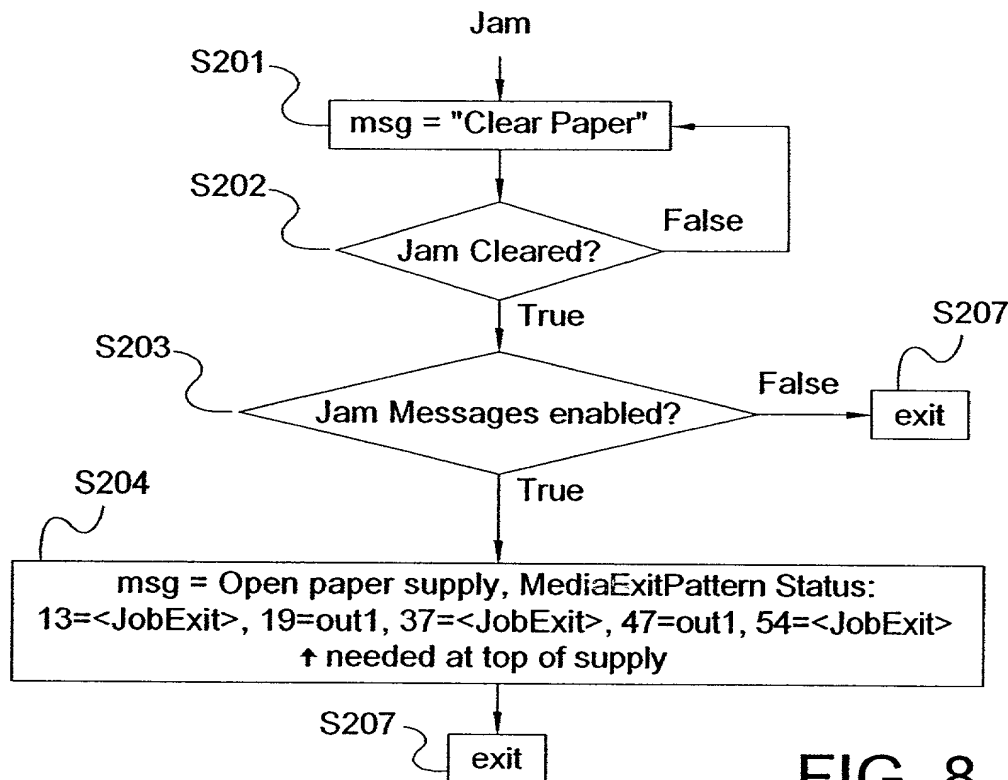 Jam
S201
msg = "Clear Paper"
S202
Jam Cleared?
False
True
S207
S203
False
Jam Messages enabled?
exit
True
S204
msg = Open paper supply, MediaExitPattern Status:
13=<JobExit>, 19=out1, 37=<JobExit>, 47=out1, 54=<JobExit>
↑ needed at top of supply
S207
exit
FIG. 8